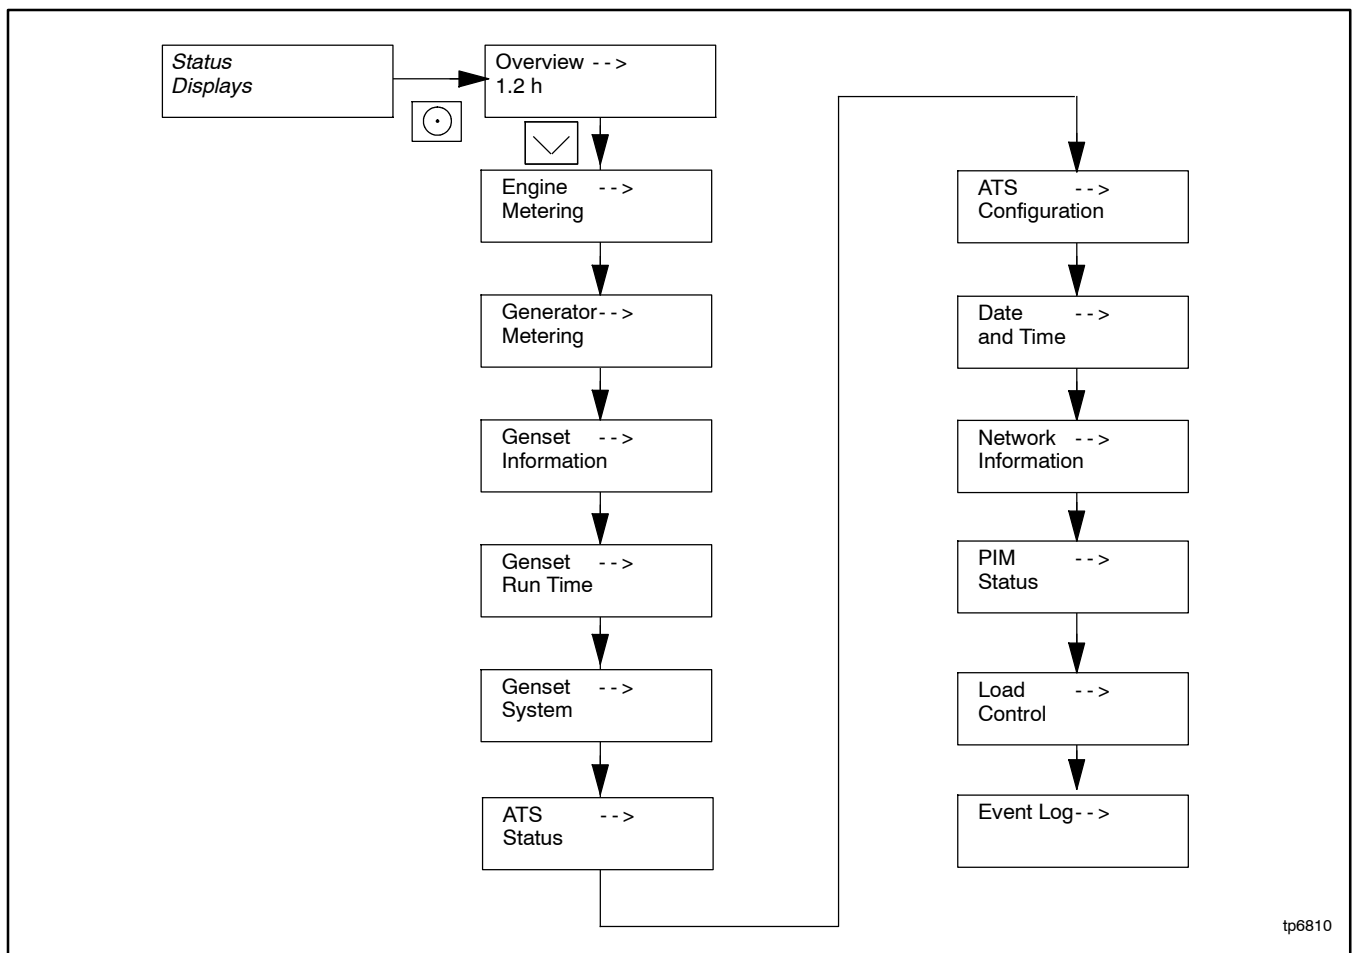 Status
Displays
Overview -->
1.2 h
Engine -->
Metering
Generator-->
Metering
Genset -->
Information
Genset -->
Run Time
Genset -->
System
ATS -->
Status
ATS -->
Configuration
Date -->
and Time
Network -->
Information
PIM -->
Status
Load -->
Control
Event Log-->
tp6810